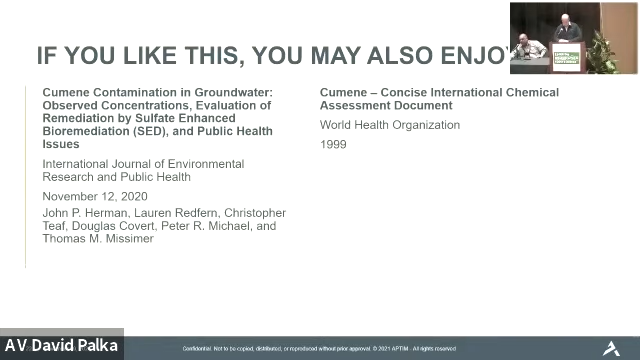 IF YOU LIKE THIS, YOU MAY ALSO ENJOY
Cumene Contamination in Groundwater:
Observed Concentrations, Evaluation of
Remediation by Sulfate Enhanced
Bioremediation (SED), and Public Health
Issues
International Journal of Environmental
Research and Public Health
November 12, 2020
John P. Herman, Lauren Redfern, Christopher
Teaf, Douglas Covert, Peter R. Michael, and
Thomas M. Missimer
Cumene – Concise International Chemical
Assessment Document
World Health Organization
1999
AV David Palka
Confidential. Not to be copied, distributed, or reproduced without prior approval. © 2021 APTIM - All rights reserved